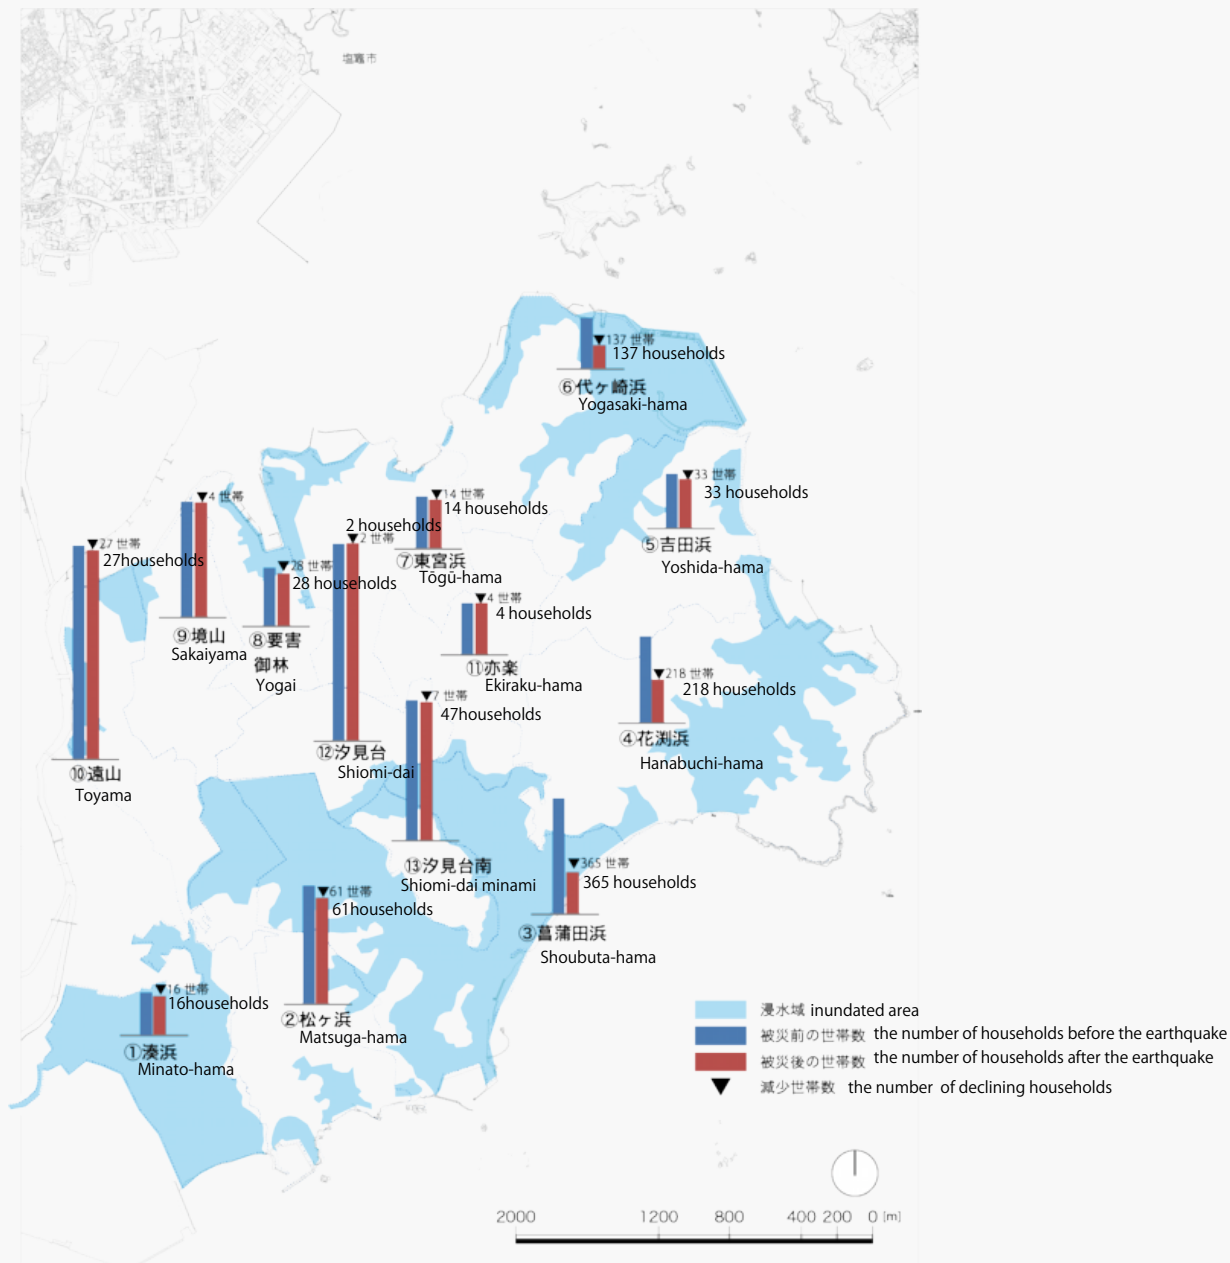 塩竈市
▼137 世帯
137 households
⑥代ヶ崎浜
Yogasaki-hama
▼33 世帯
33 households
⑤吉田浜
Yoshida-hama
▼14 世帯
14 households
⑦東宮浜
Tōgū-hama
▼4 世帯
⑨境山
Sakaiyama
2 households
▼2 世帯
⑫汐見台
Shiomi-dai
▼27 世帯
27households
⑩遠山
Toyama
▼28 世帯
28 households
⑧要害
御林
Yogai
▼4 世帯
4 households
⑪亦楽
Ekiraku-hama
▼218 世帯
218 households
④花渕浜
Hanabuchi-hama
▼7 世帯
47households
⑬汐見台南
Shiomi-dai minami
▼365 世帯
365 households
③菖蒲田浜
Shoubuta-hama
▼61 世帯
61households
②松ヶ浜
Matsuga-hama
▼16 世帯
16households
①湊浜
Minato-hama
浸水域 inundated area
被災前の世帯数 the number of households before the earthquake
被災後の世帯数 the number of households after the earthquake
▼ 減少世帯数 the number of declining households
2000 1200 800 400 200 0 [m]